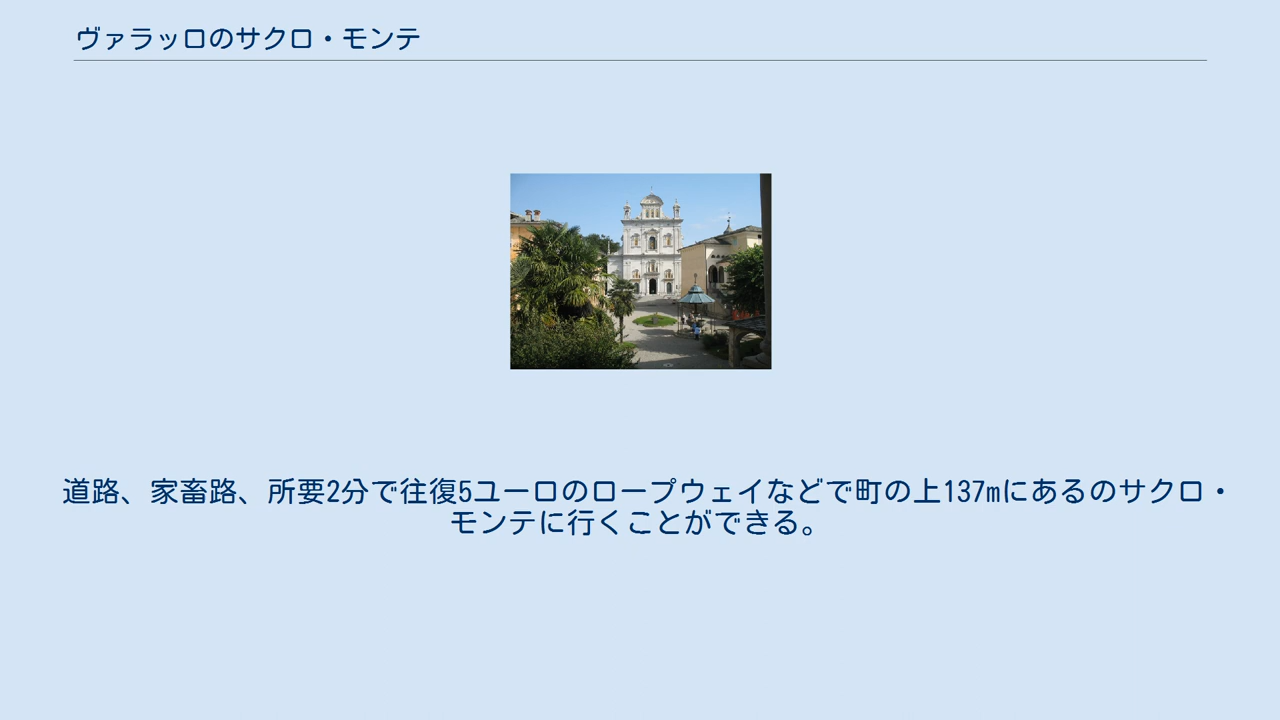 ヴァラッロのサクロ・モンテ
道路、家畜路、所要2分で往復5ユーロのロープウェイなどで町の上137mにあるのサクロ・
モンテに行くことができる。